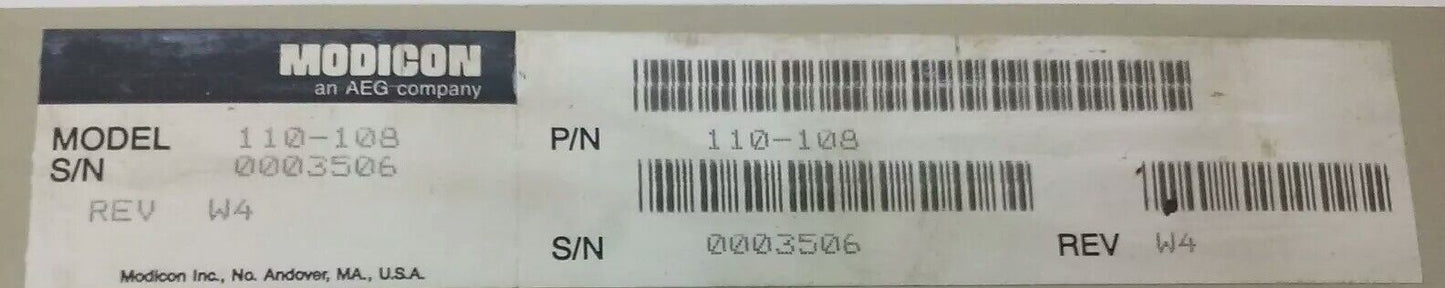 MODICON
an AEG company
MODEL 110-108
S/N 0003506
REV W4
Modicon Inc., No. Andover, MA., U.S.A.
P/N 110-108
S/N 0003506 REV W4